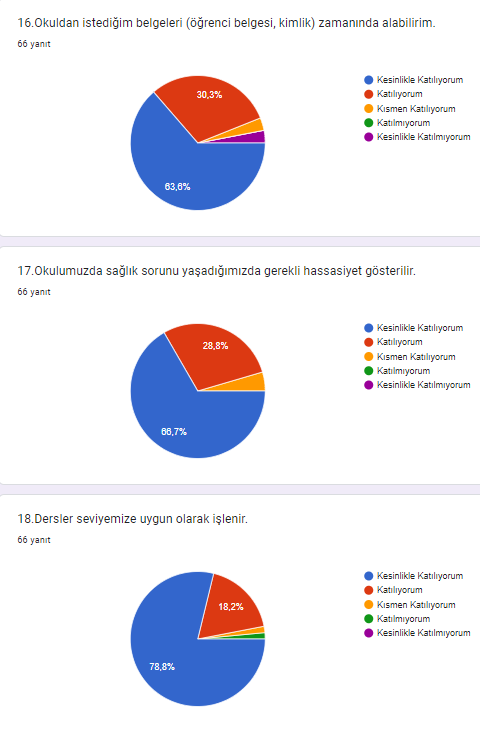 16.Okuldan istediğim belgeleri (öğrenci belgesi, kimlik) zamanında alabilirim.
66 yanıt
Kesinlikle Katılıyorum
Katılıyorum
Kısmen Katılıyorum
Katılmıyorum
Kesinlikle Katılmıyorum
30,3%
63,6%
17.Okulumuzda sağlık sorunu yaşadığımızda gerekli hassasiyet gösterilir.
66 yanıt
Kesinlikle Katılıyorum
Katılıyorum
Kısmen Katılıyorum
Katılmıyorum
Kesinlikle Katılmıyorum
28,8%
66,7%
18.Dersler seviyemize uygun olarak işlenir.
66 yanıt
Kesinlikle Katılıyorum
Katılıyorum
Kısmen Katılıyorum
Katılmıyorum
Kesinlikle Katılmıyorum
18,2%
78,8%